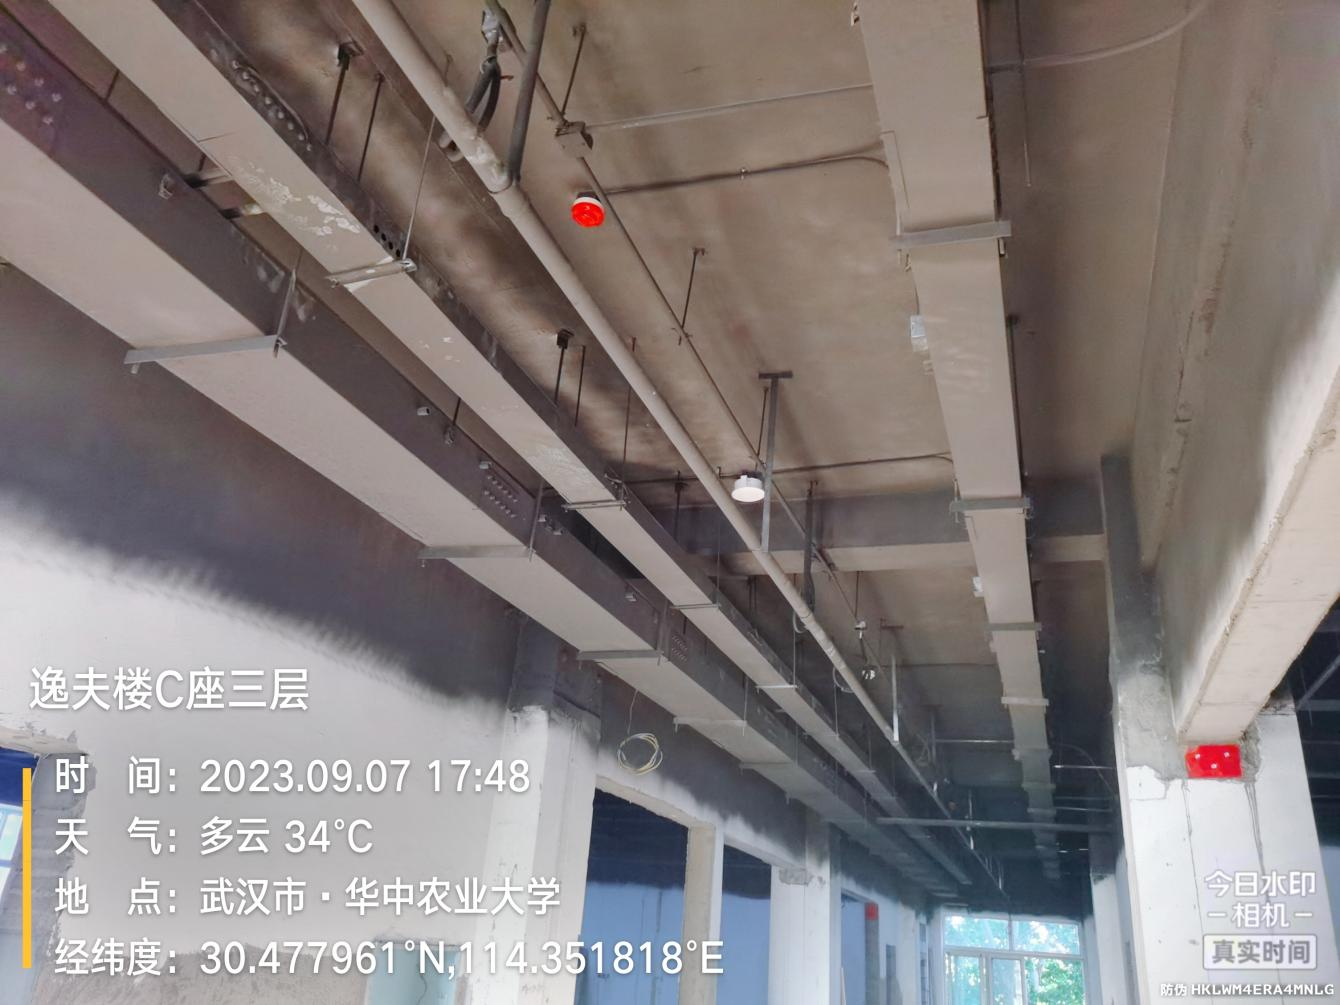 逸夫楼C座三层
时 间：2023.09.07 17:48
天 气：多云 34℃
地 点：武汉市·华中农业大学
经纬度：30.477961°N,114.351818°E
今日水印
-相机-
真实时间
防伪 HKLWM4ERA4MNLG